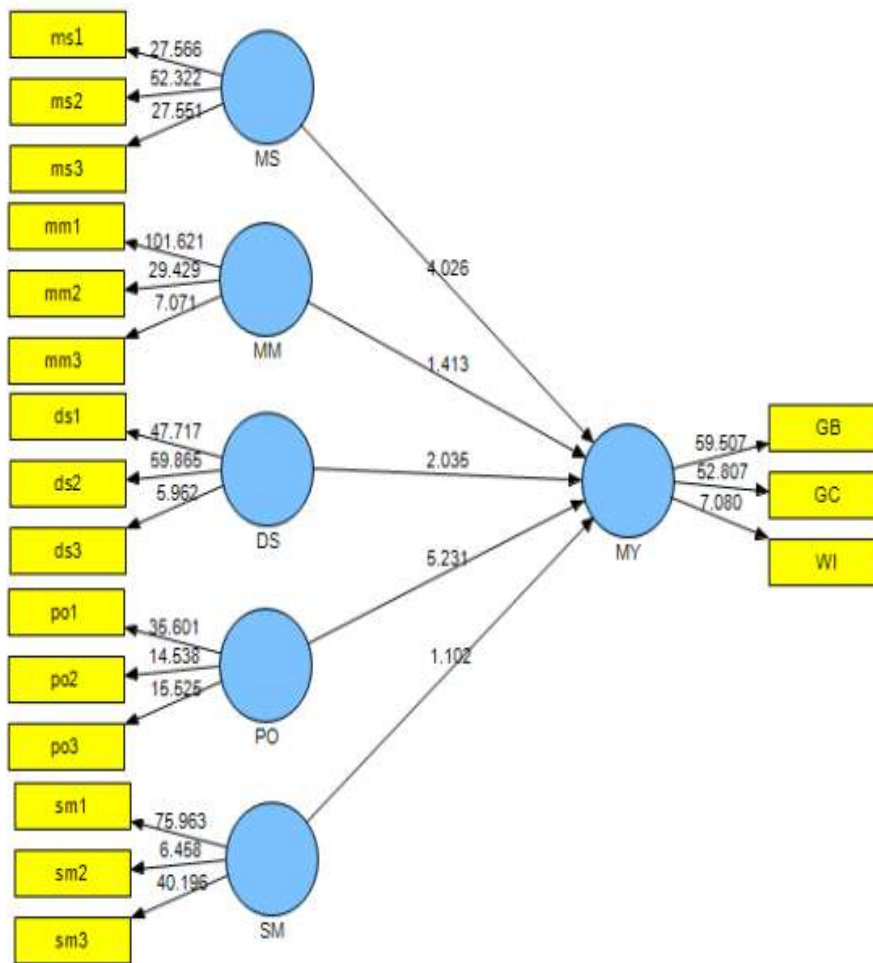 ms1
27.566
ms2
52.322
ms3
27.551
MS
mm1
101.621
mm2
29.429
mm3
7.071
MM
ds1
47.717
ds2
59.865
ds3
5.962
DS
po1
35.601
po2
14.538
po3
15.525
PO
sm1
75.963
sm2
6.458
sm3
40.196
SM
4.026
1.413
2.035
5.231
1.102
MY
59.507
GB
52.807
GC
7.080
WI